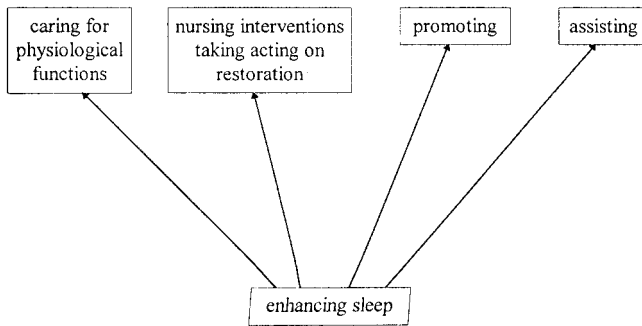 caring for
physiological
functions
nursing interventions
taking acting on
restoration
promoting
assisting
enhancing sleep